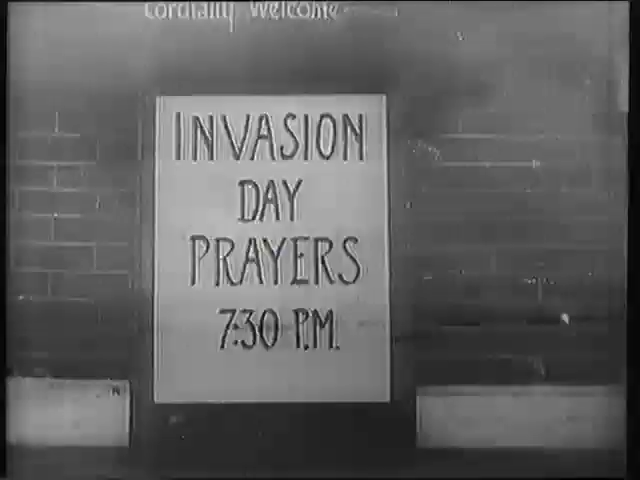 Cordially Welcome
INVASION
DAY
PRAYERS
7:30 P.M.